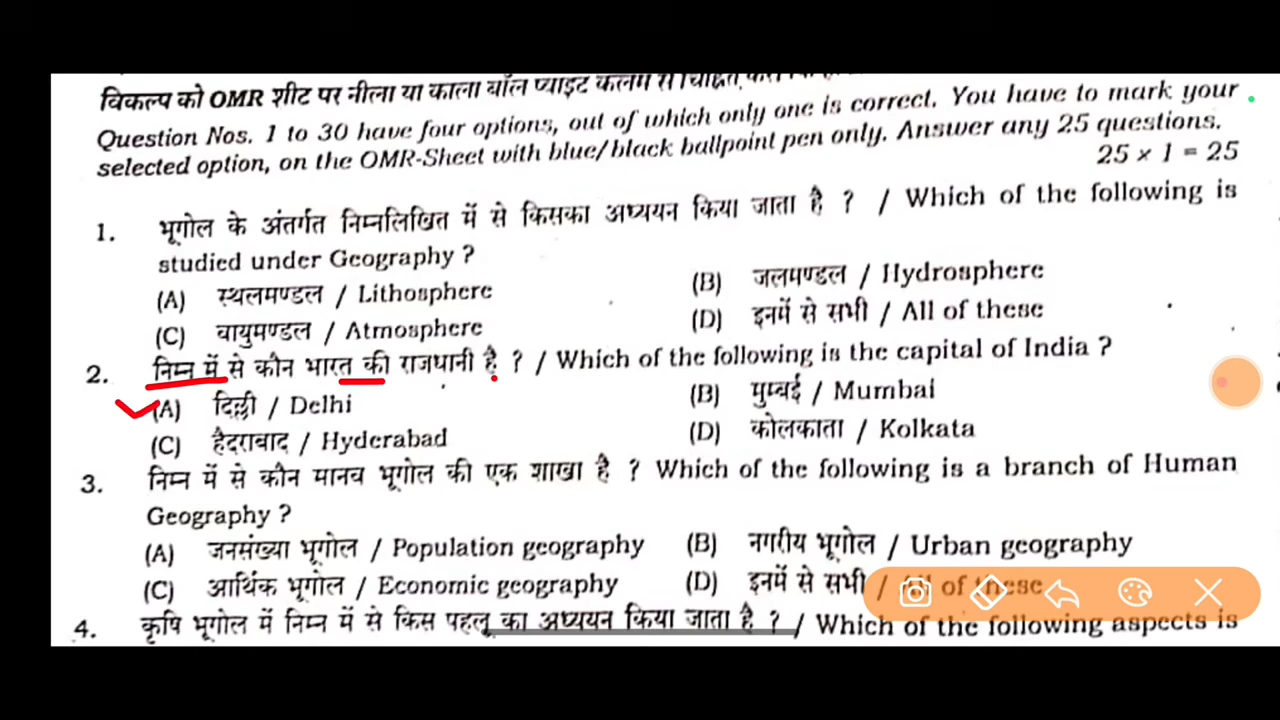 विकल्प को OMR शीट पर नीला या काला बॉल प्वाइट कलम से चिह्नित
Question Nos. 1 to 30 have four options, out of which only one is correct. You have to mark your
selected option, on the OMR-Sheet with blue/black ballpoint pen only. Answer any 25 questions.
25 × 1 = 25
1. भूगोल के अंतर्गत निम्नलिखित में से किसका अध्ययन किया जाता है ? / Which of the following is
studied under Geography ?
(A) स्थलमण्डल / Lithosphere (B) जलमण्डल / Hydrosphere
(C) वायुमण्डल / Atmosphere (D) इनमें से सभी / All of these
2. निम्न में से कौन भारत की राजधानी है ? / Which of the following is the capital of India ?
(A) दिल्ली / Delhi (B) मुम्बई / Mumbai
(C) हैदराबाद / Hyderabad (D) कोलकाता / Kolkata
3. निम्न में से कौन मानव भूगोल की एक शाखा है ? Which of the following is a branch of Human
Geography ?
(A) जनसंख्या भूगोल / Population geography (B) नगरीय भूगोल / Urban geography
(C) आर्थिक भूगोल / Economic geography (D) इनमें से सभी / All of these
4. कृषि भूगोल में निम्न में से किस पहलू का अध्ययन किया जाता है ? / Which of the following aspects is